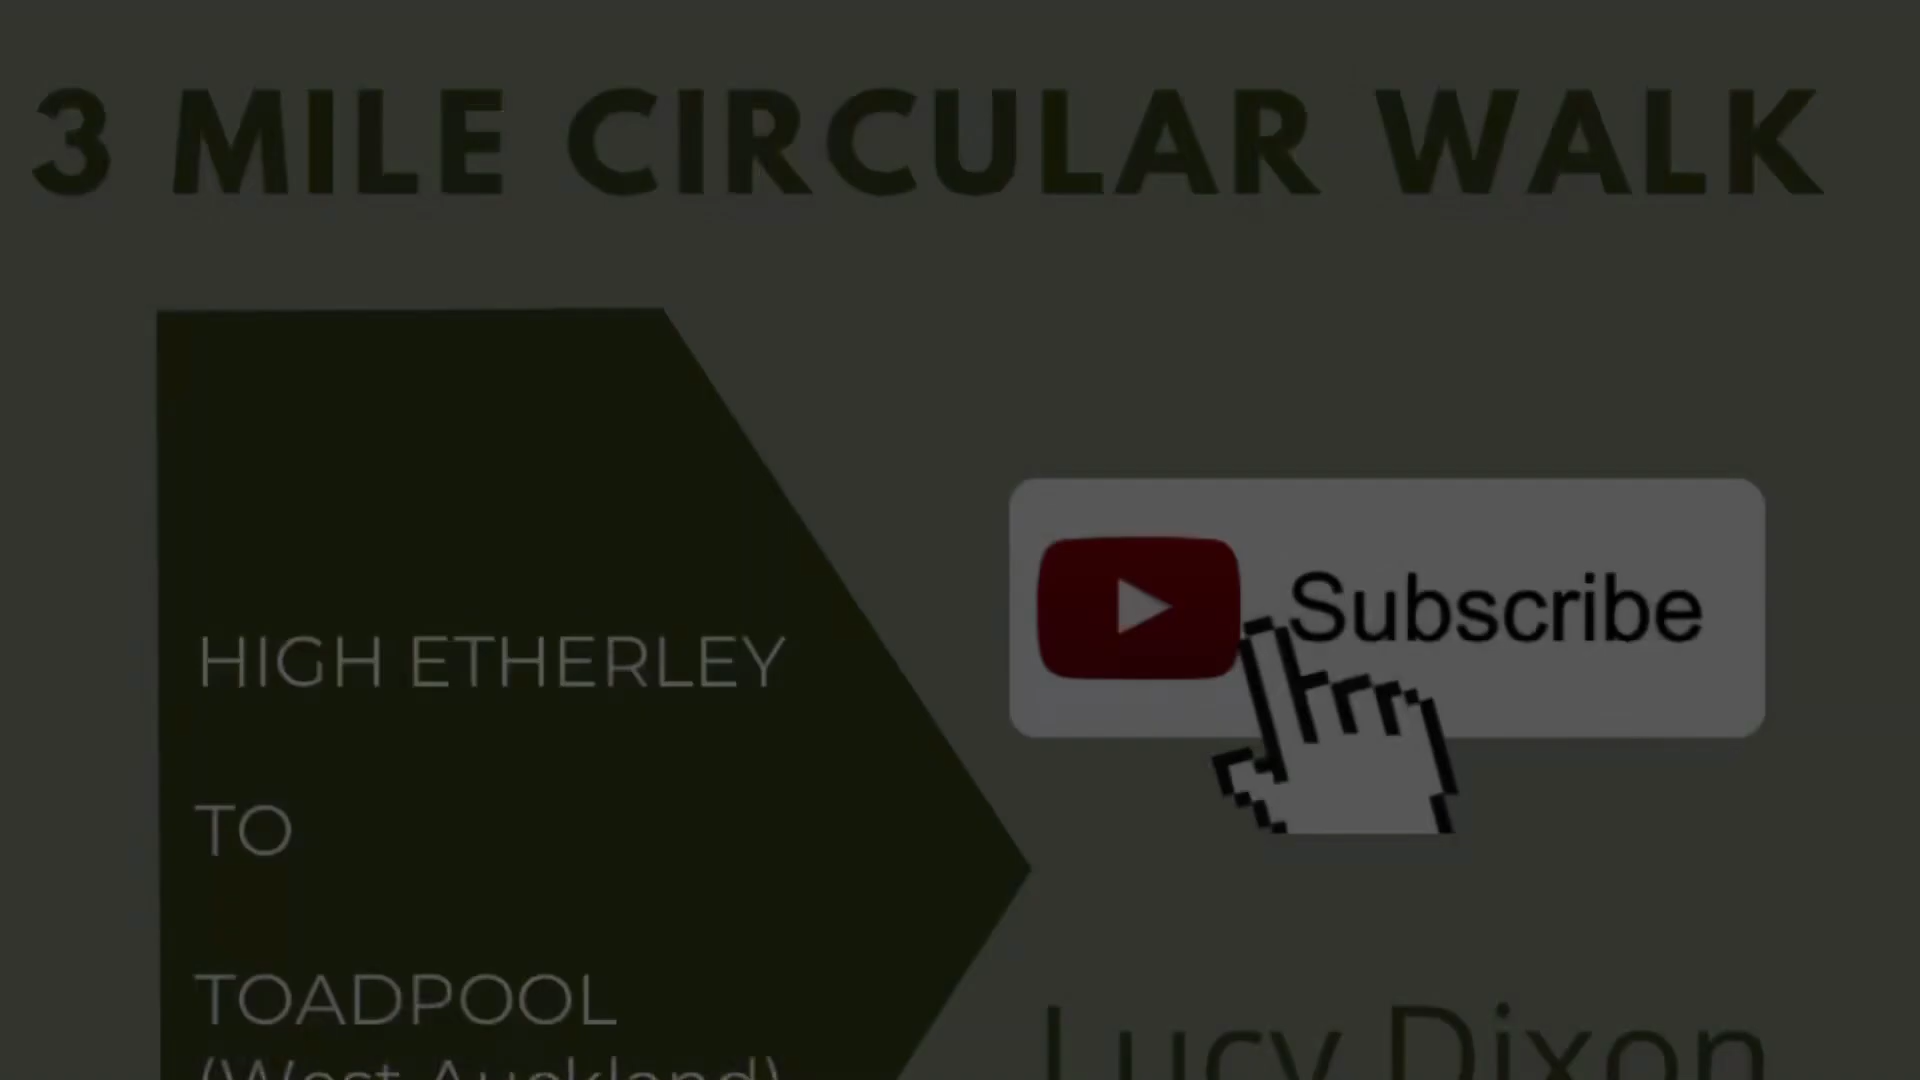 3 MILE CIRCULAR WALK
HIGH ETHERLEY
TO
TOADPOOL
(West Auckland)
Subscribe
Lucy Dixon